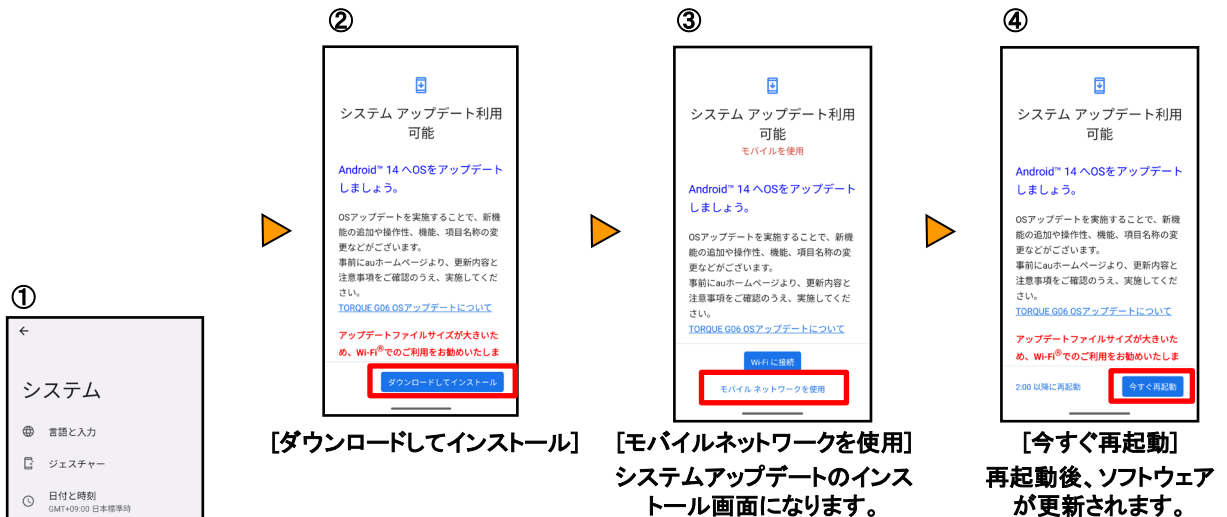 ①
←
システム
言語と入力
ジェスチャー
日付と時刻
GMT+09:00 日本標準時
②
システム アップデート利用
可能
Android™ 14 へOSをアップデート
しましょう。
OSアップデートを実施することで、新機
能の追加や操作性、機能、項目名称の変
更などがございます。
事前にauホームページより、更新内容と
注意事項をご確認のうえ、実施してくだ
さい。
TORQUE G06 OSアップデートについて
アップデートファイルサイズが大きいた
め、Wi-Fi®でのご利用をお勧めいたしま
ダウンロードしてインストール
[ダウンロードしてインストール]
③
システム アップデート利用
可能
モバイルを使用
Android™ 14 へOSをアップデート
しましょう。
OSアップデートを実施することで、新機
能の追加や操作性、機能、項目名称の変
更などがございます。
事前にauホームページより、更新内容と
注意事項をご確認のうえ、実施してくだ
さい。
TORQUE G06 OSアップデートについて
Wi-Fi に接続
モバイル ネットワークを使用
[モバイルネットワークを使用]
システムアップデートのインス
トール画面になります。
④
システム アップデート利用
可能
Android™ 14 へOSをアップデート
しましょう。
OSアップデートを実施することで、新機
能の追加や操作性、機能、項目名称の変
更などがございます。
事前にauホームページより、更新内容と
注意事項をご確認のうえ、実施してくだ
さい。
TORQUE G06 OSアップデートについて
アップデートファイルサイズが大きいた
め、Wi-Fi®でのご利用をお勧めいたしま
2:00 以降に再起動
今すぐ再起動
[今すぐ再起動]
再起動後、ソフトウェア
が更新されます。